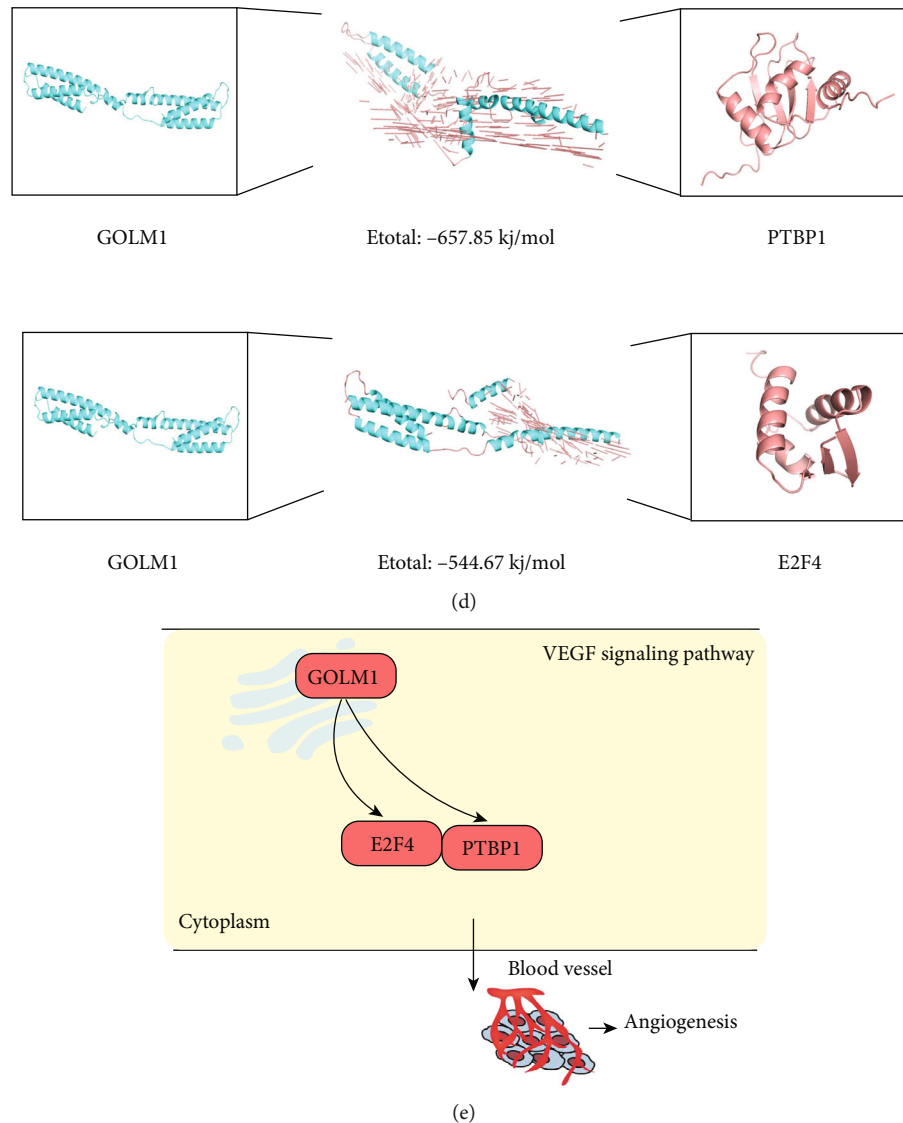 GOLM1
Etotal: –657.85 kj/mol
PTBP1
GOLM1
Etotal: –544.67 kj/mol
E2F4
(d)
VEGF signaling pathway
GOLM1
E2F4
PTBP1
Cytoplasm
Blood vessel
Angiogenesis
(e)